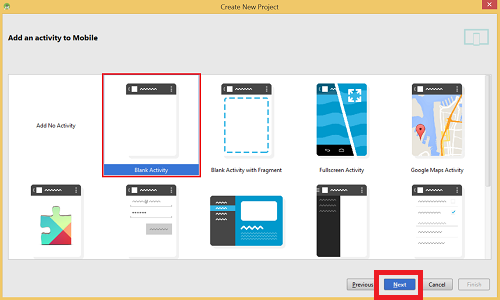 Create New Project
Add an activity to Mobile
Add No Activity
Blank Activity
Blank Activity with Fragment
Fullscreen Activity
Google Maps Activity
Previous
Next
Cancel
Finish